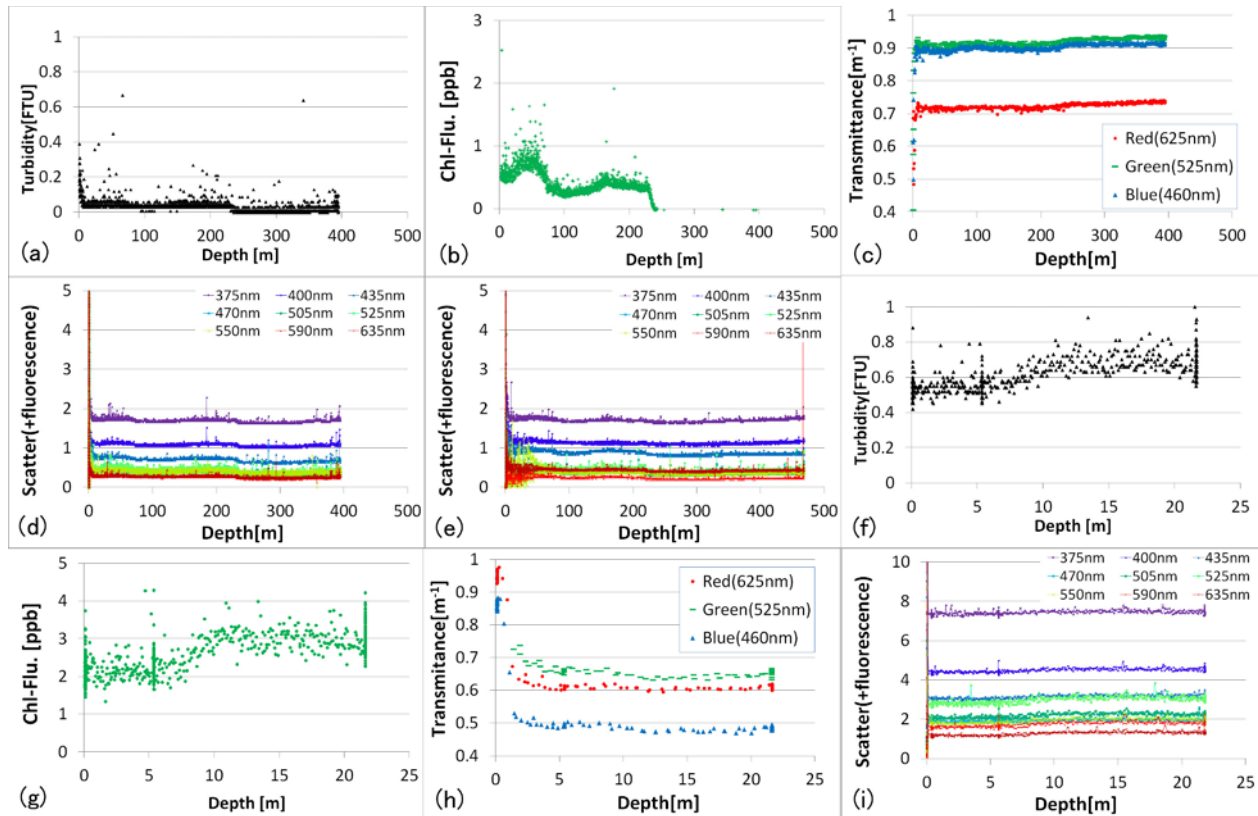 Turbidity[FTU]
1
0.8
0.6
0.4
0.2
0
0 100 200 300 400 500
(a) Depth [m]
Chl-Flu. [ppb]
3
2
1
0
0 100 200 300 400 500
(b) Depth [m]
Transmittance[m-1]
1
0.9
0.8
0.7
0.6
0.5
0.4
Red(625nm)
Green(525nm)
Blue(460nm)
0 100 200 300 400 500
(c) Depth[m]
Scatter(+fluorescence)
5
4
3
2
1
0
375nm 400nm 435nm
470nm 505nm 525nm
550nm 590nm 635nm
0 100 200 300 400 500
(d) Depth[m]
Scatter(+fluorescence)
5
4
3
2
1
0
375nm 400nm 435nm
470nm 505nm 525nm
550nm 590nm 635nm
0 100 200 300 400 500
(e) Depth[m]
Turbidity[FTU]
1
0.8
0.6
0.4
0.2
0
0 5 10 15 20 25
(f) Depth [m]
Chl-Flu. [ppb]
5
4
3
2
1
0
0 5 10 15 20 25
(g) Depth [m]
Transmitance[m-1]
1
0.9
0.8
0.7
0.6
0.5
0.4
Red(625nm)
Green(525nm)
Blue(460nm)
0 5 10 15 20 25
(h) Depth[m]
Scatter(+fluorescence)
10
8
6
4
2
0
375nm 400nm 435nm
470nm 505nm 525nm
550nm 590nm 635nm
0 5 10 15 20 25
(i) Depth[m]